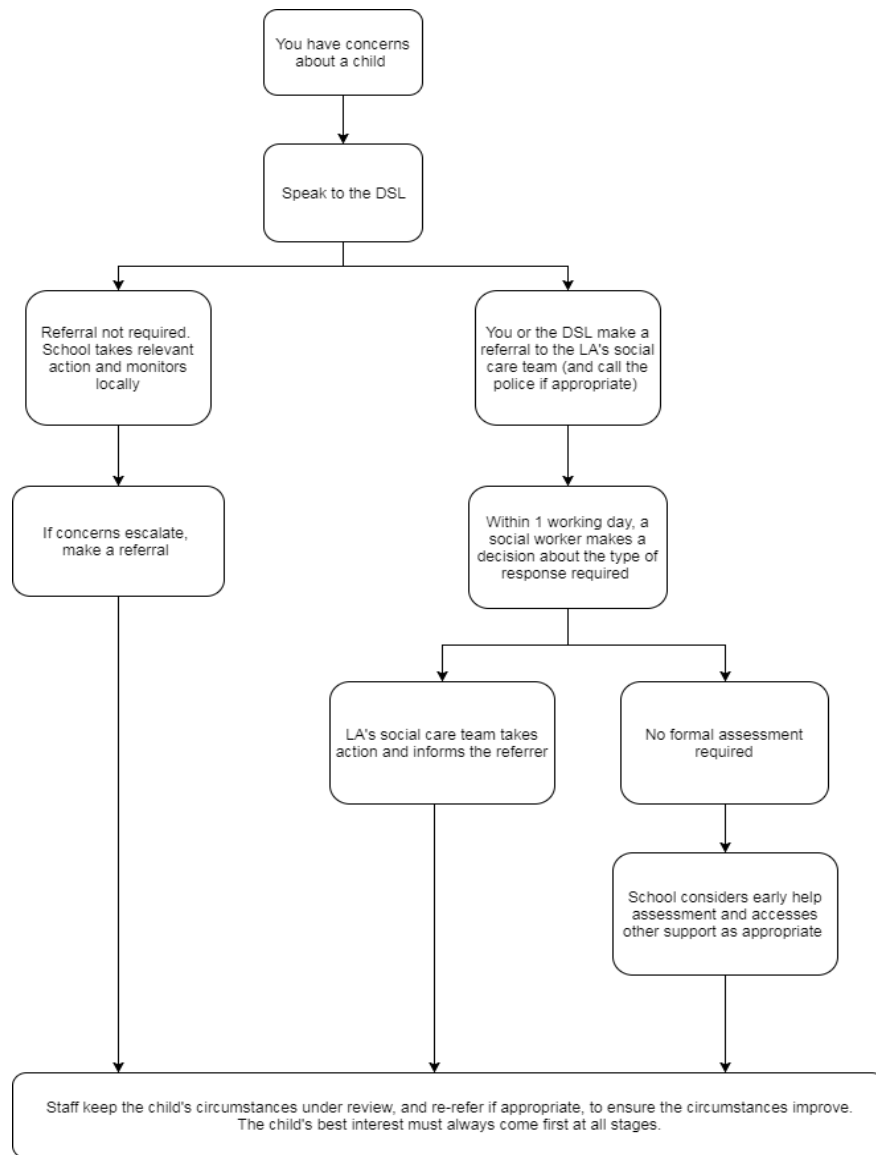 You have concerns
about a child
Speak to the DSL
Referral not required.
School takes relevant
action and monitors
locally
You or the DSL make a
referral to the LA's social
care team (and call the
police if appropriate)
If concerns escalate,
make a referral
Within 1 working day, a
social worker makes a
decision about the type of
response required
LA's social care team takes
action and informs the referrer
No formal assessment
required
School considers early help
assessment and accesses
other support as appropriate
Staff keep the child's circumstances under review, and re-refer if appropriate, to ensure the circumstances improve.
The child's best interest must always come first at all stages.